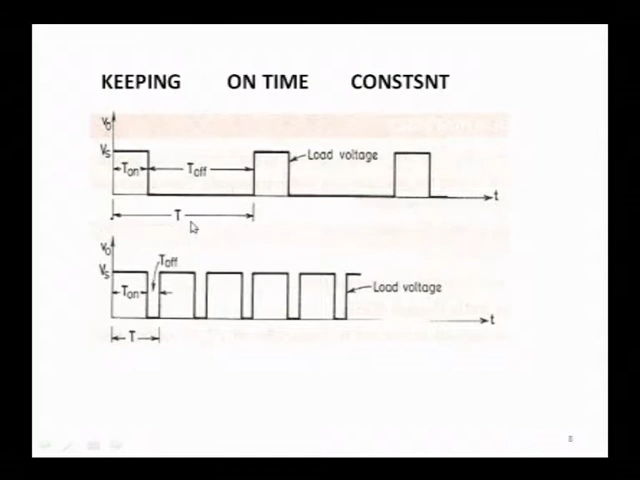 KEEPING ON TIME CONSTSNT
v₀
Vs
Ton
Toff
Load voltage
t
T
v₀
Toff
Vs
Ton
Load voltage
t
T
8